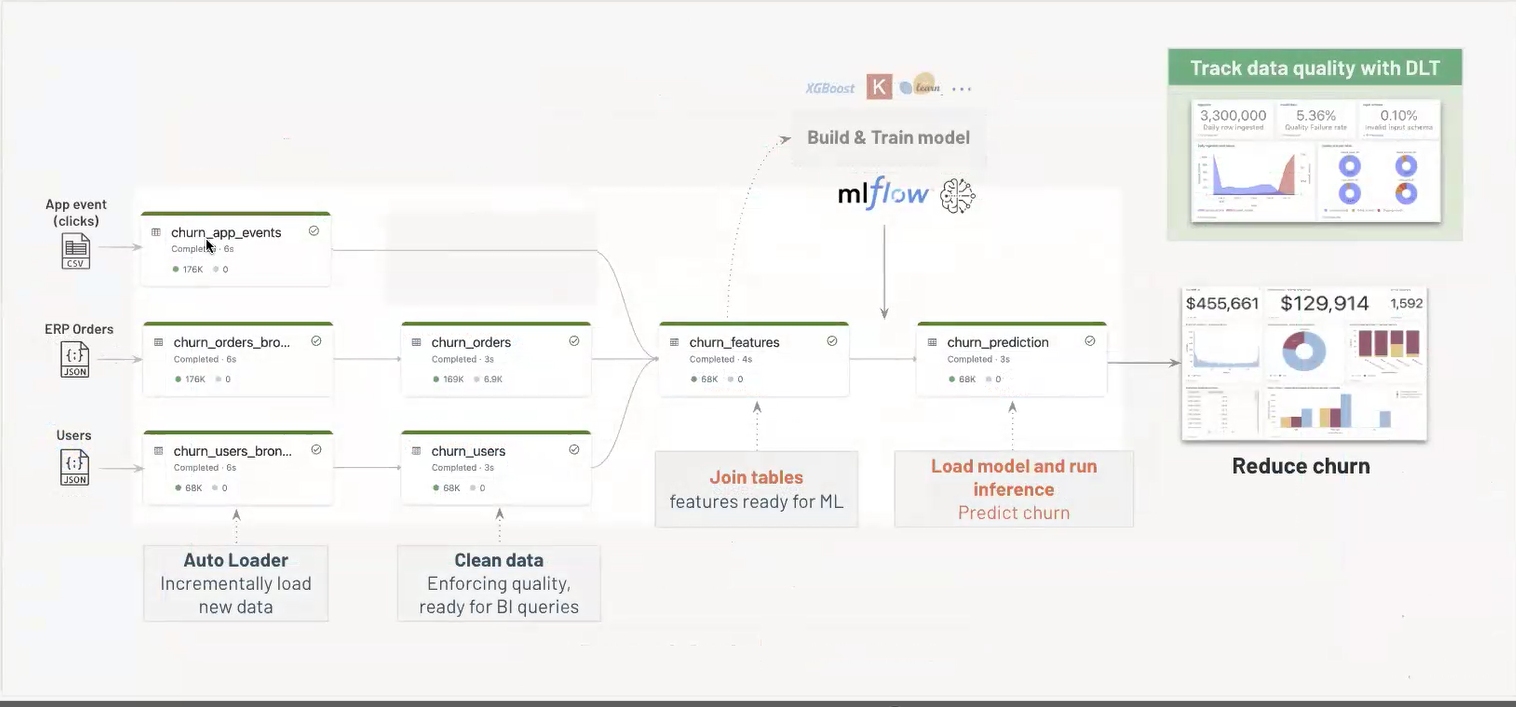 XGBoost
K
learn
Build & Train model
mlflow
Track data quality with DLT
3,300,000
Daily row ingested
5.36%
Quality Failure rate
0.10%
Invalid input schema
App event
(clicks)
CSV
churn_app_events
Completed · 6s
176K
0
ERP Orders
JSON
churn_orders_bro...
Completed · 6s
176K
0
churn_orders
Completed · 3s
169K
6.9K
churn_features
Completed · 4s
68K
0
churn_prediction
Completed · 3s
68K
0
$455,661
$129,914
1,592
Reduce churn
Users
JSON
churn_users_bron...
Completed · 6s
68K
0
churn_users
Completed · 3s
68K
0
Join tables
features ready for ML
Load model and run
inference
Predict churn
Auto Loader
Incrementally load
new data
Clean data
Enforcing quality,
ready for BI queries